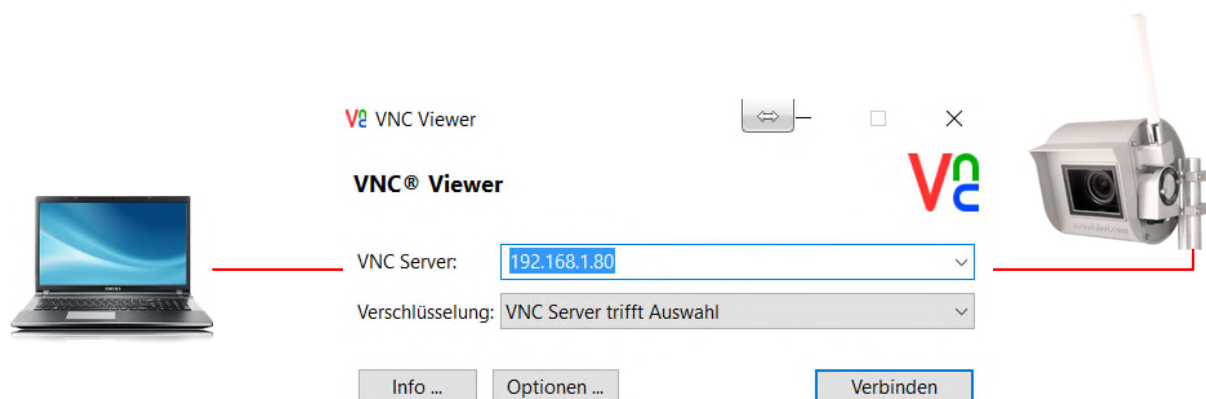 VNC Viewer
VNC® Viewer
VNC Server: 192.168.1.80
Verschlüsselung: VNC Server trifft Auswahl
Info ...
Optionen ...
Verbinden